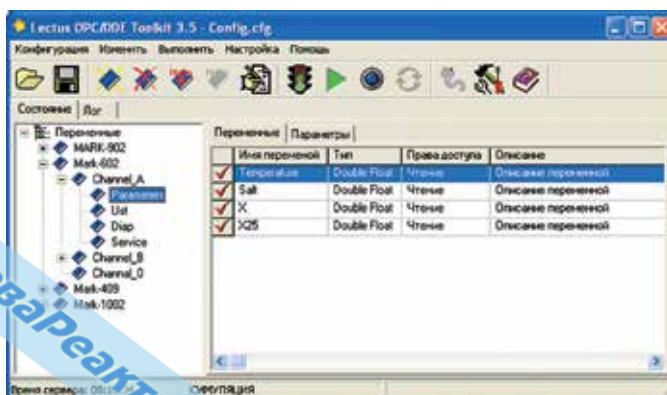 Lectus OPC/DDE Toolkit 3.5 - Config.cfg
Конфигурация Изменить Выполнить Настройка Помощь
Состояние Лог
Переменные
MARK-902
Mark-602
Channel_A
Parameters
Ust
Diap
Service
Channel_B
Channal_0
Mark-409
Mark-1002
Переменные Параметры
Имя переменой Тип Права доступа Описание
Temperature Double Float Чтение Описание переменной
Salt Double Float Чтение Описание переменной
X Double Float Чтение Описание переменной
X25 Double Float Чтение Описание переменной
Время сервера:
СИМУЛЯЦИЯ